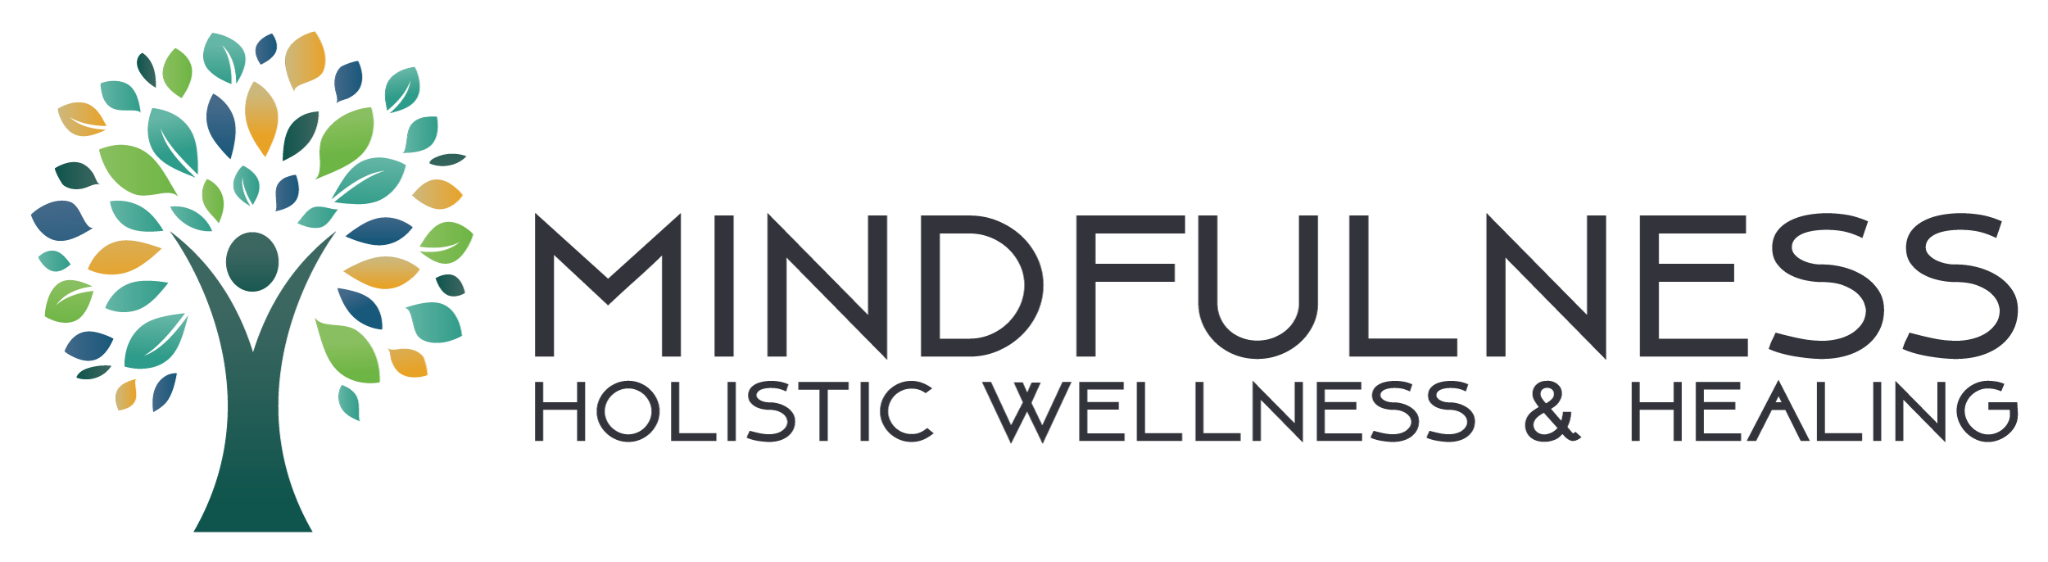 MINDFULNESS
HOLISTIC WELLNESS & HEALING